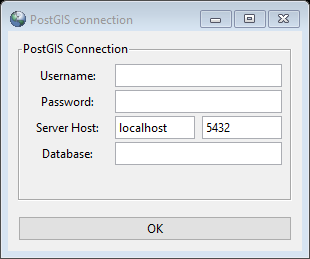 PostGIS connection
PostGIS Connection
Username:
Password:
Server Host: localhost 5432
Database:
OK